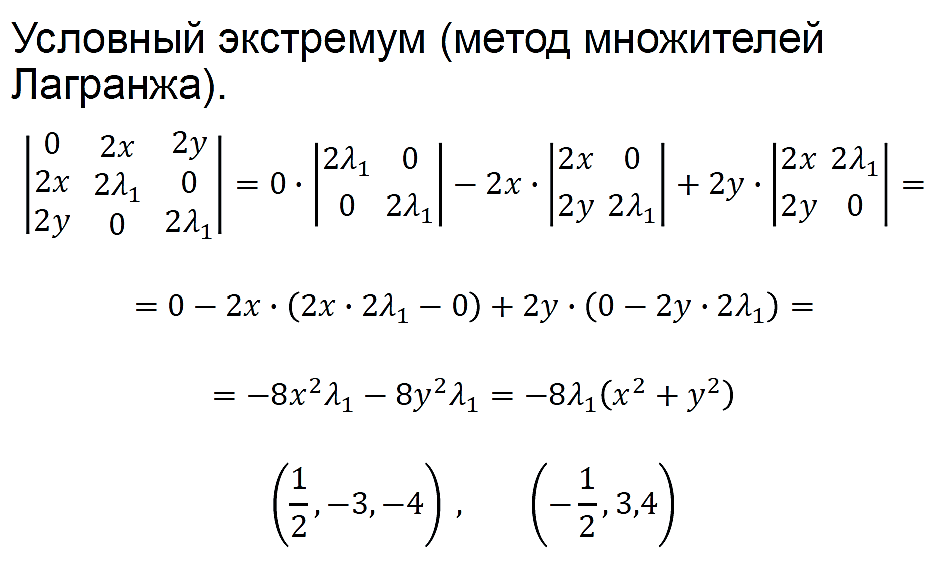 Условный экстремум (метод множителей
Лагранжа).
|0 2x 2y; 2x 2λ₁ 0; 2y 0 2λ₁| = 0 · |2λ₁ 0; 0 2λ₁| − 2x · |2x 0; 2y 2λ₁| + 2y · |2x 2λ₁; 2y 0| =
= 0 − 2x · (2x · 2λ₁ − 0) + 2y · (0 − 2y · 2λ₁) =
= −8x²λ₁ − 8y²λ₁ = −8λ₁(x² + y²)
(1/2, −3, −4) , (−1/2, 3,4)